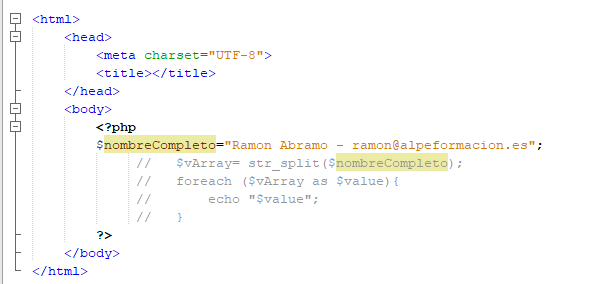 <html>
<head>
<meta charset="UTF-8">
<title></title>
</head>
<body>
<?php
$nombreCompleto="Ramon Abramo - ramon@alpeformacion.es";
//   $vArray= str_split($nombreCompleto);
//   foreach ($vArray as $value){
//       echo "$value";
//   }
?>
</body>
</html>